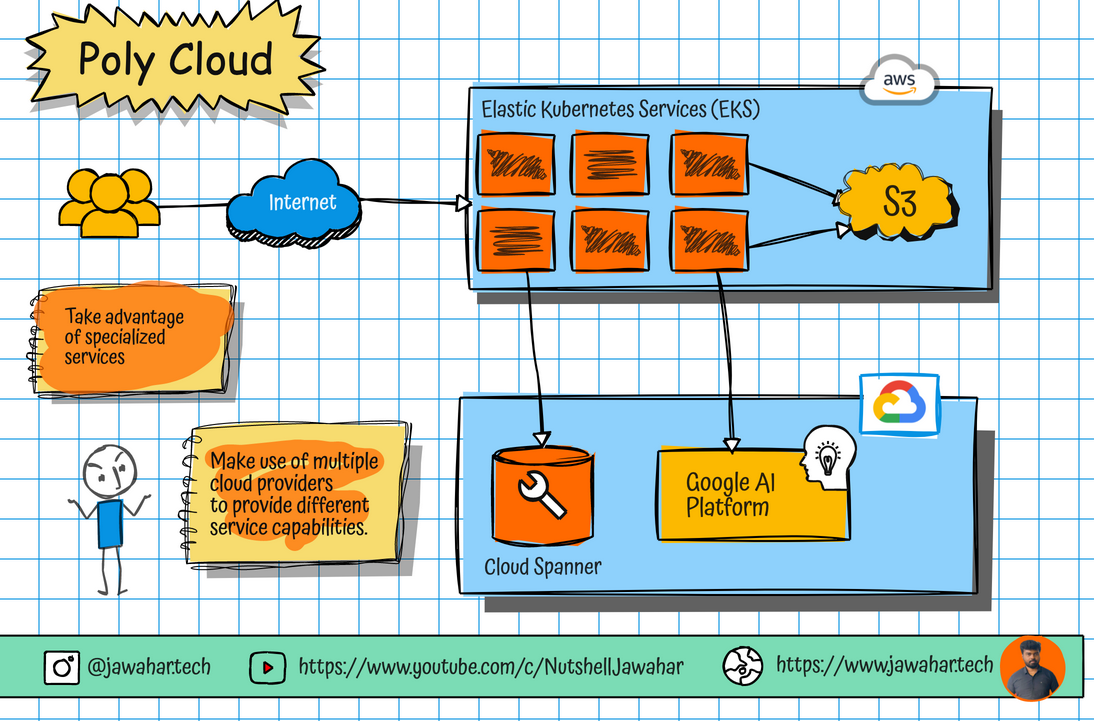 Poly Cloud
aws
Elastic Kubernetes Services (EKS)
Internet
S3
Take advantage
of specialized
services
Make use of multiple
cloud providers
to provide different
service capabilities.
Google AI
Platform
Cloud Spanner
@jawahar.tech
https://www.youtube.com/c/NutshellJawahar
https://www.jawahar.tech